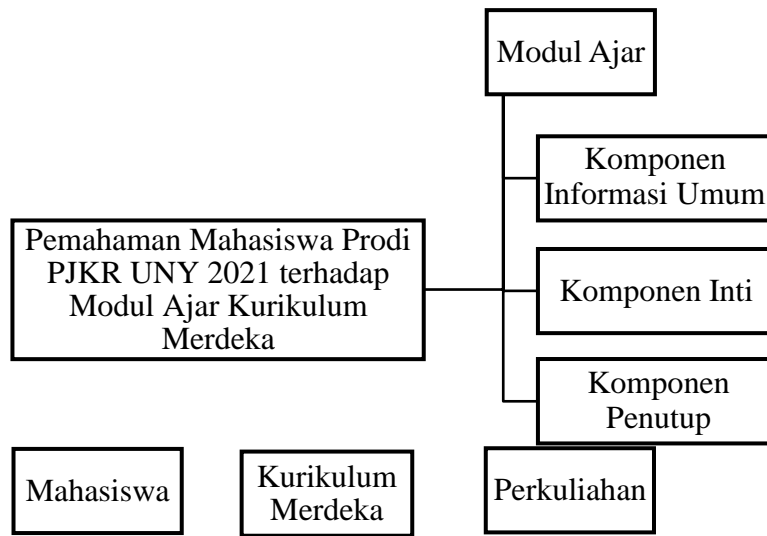 Modul Ajar
Komponen
Informasi Umum
Pemahaman Mahasiswa Prodi
PJKR UNY 2021 terhadap
Modul Ajar Kurikulum
Merdeka
Komponen Inti
Komponen
Penutup
Mahasiswa
Kurikulum
Merdeka
Perkuliahan